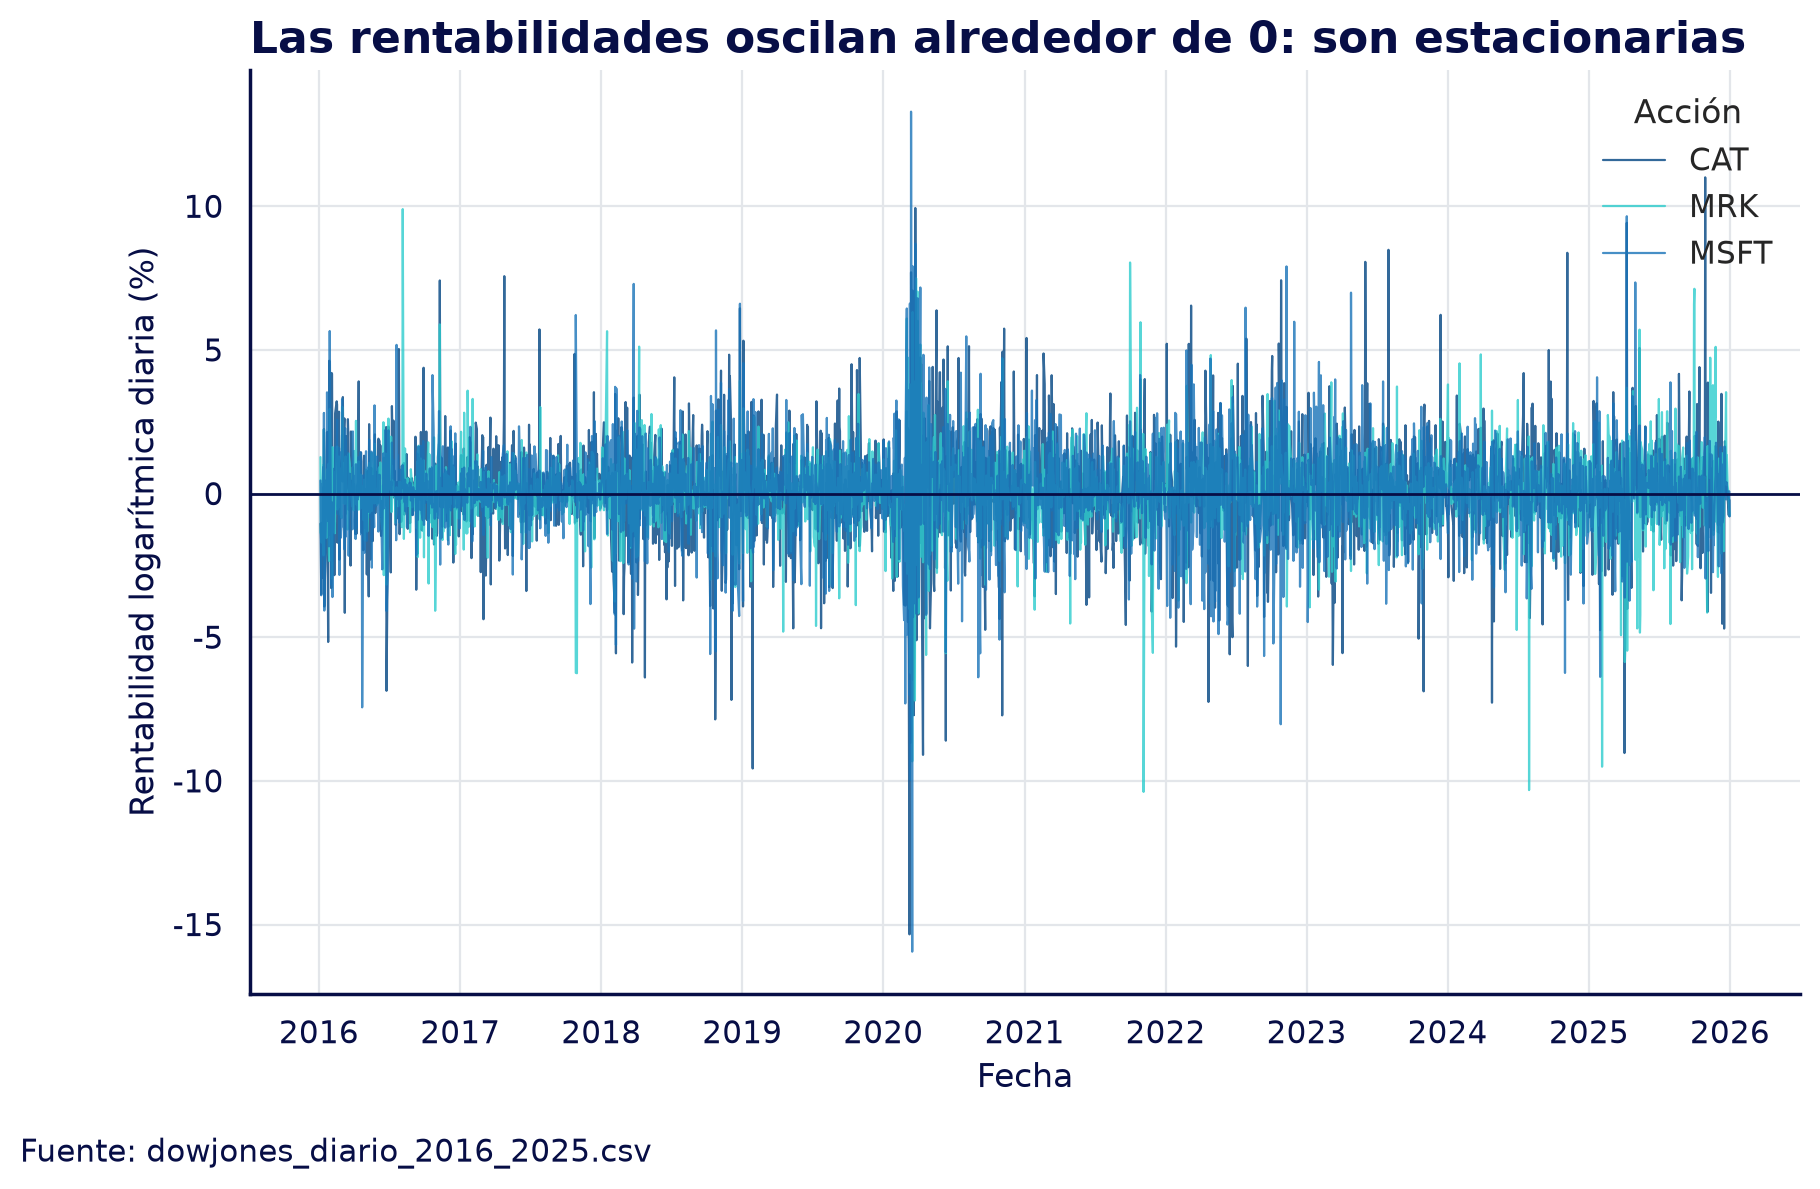 Las rentabilidades oscilan alrededor de 0: son estacionarias
Acción
CAT
MRK
MSFT
Rentabilidad logarítmica diaria (%)
10
5
0
-5
-10
-15
2016 2017 2018 2019 2020 2021 2022 2023 2024 2025 2026
Fecha
Fuente: dowjones_diario_2016_2025.csv